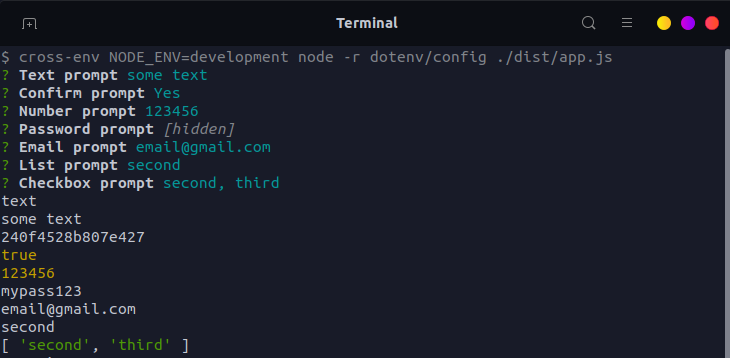 Terminal
$ cross-env NODE_ENV=development node -r dotenv/config ./dist/app.js
? Text prompt some text
? Confirm prompt Yes
? Number prompt 123456
? Password prompt [hidden]
? Email prompt email@gmail.com
? List prompt second
? Checkbox prompt second, third
text
some text
240f4528b807e427
true
123456
mypass123
email@gmail.com
second
[ 'second', 'third' ]